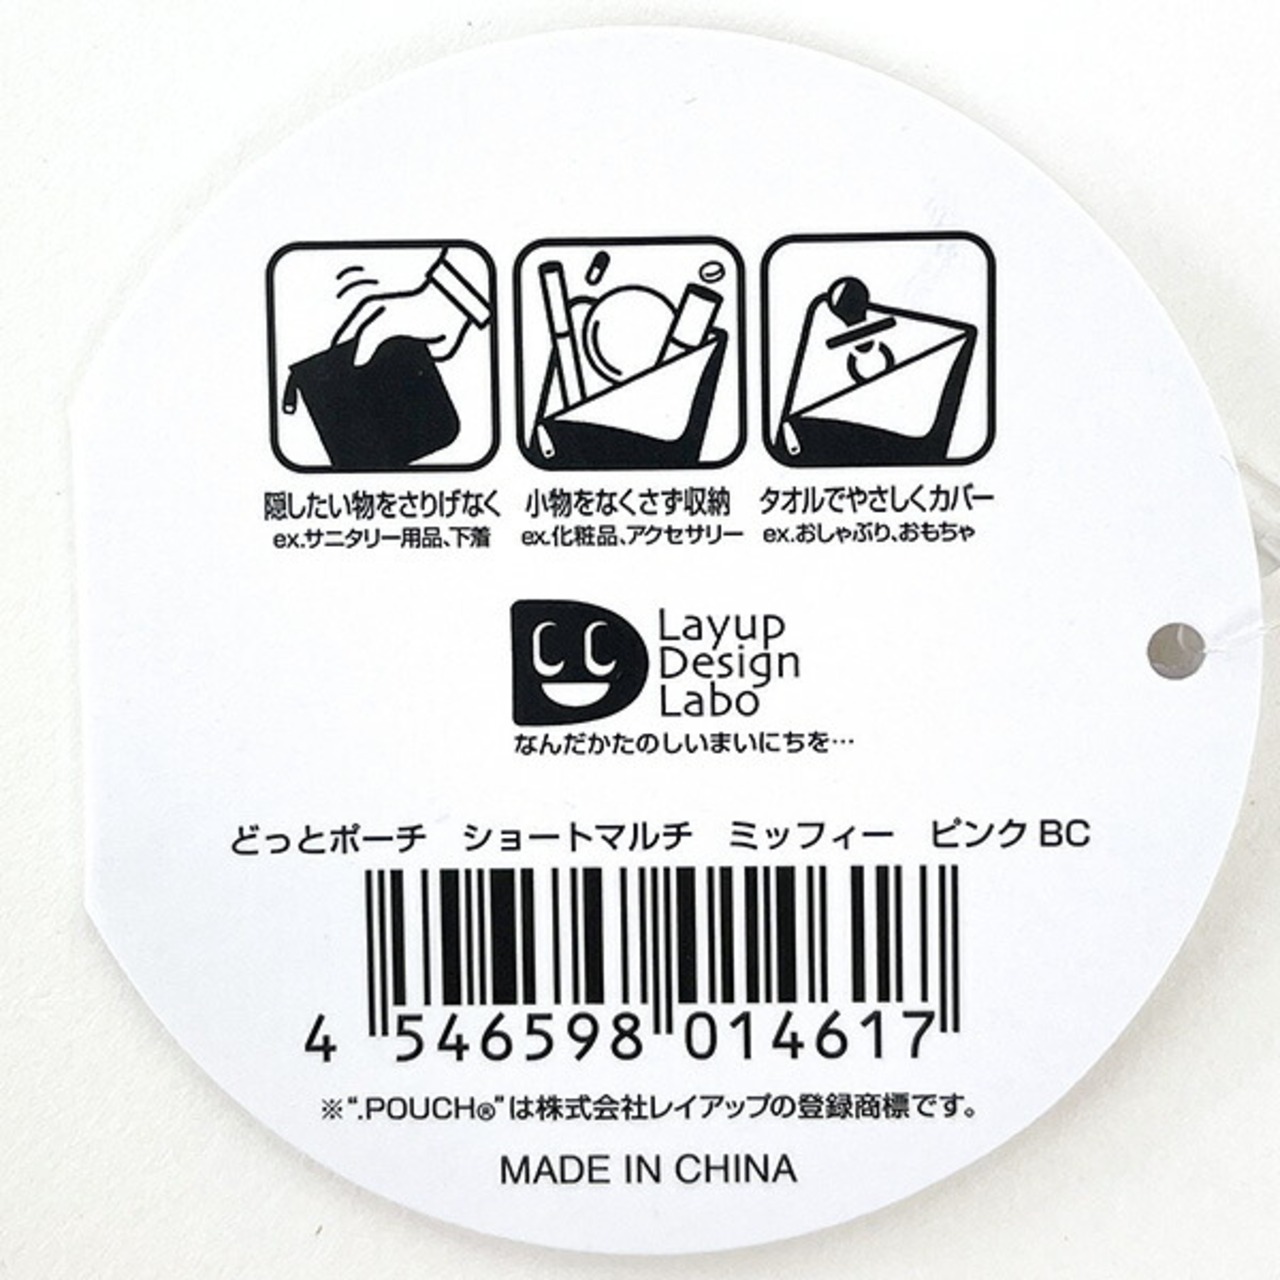 隠したい物をさりげなく
ex.サニタリー用品、下着
小物をなくさず収納
ex.化粧品、アクセサリー
タオルでやさしくカバー
ex.おしゃぶり、おもちゃ
Layup
Design
Labo
なんだかたのしいまいにちを…
どっとポーチ　ショートマルチ　ミッフィー　ピンク BC
4 546598 014617
※“.POUCH®”は株式会社レイアップの登録商標です。
MADE IN CHINA